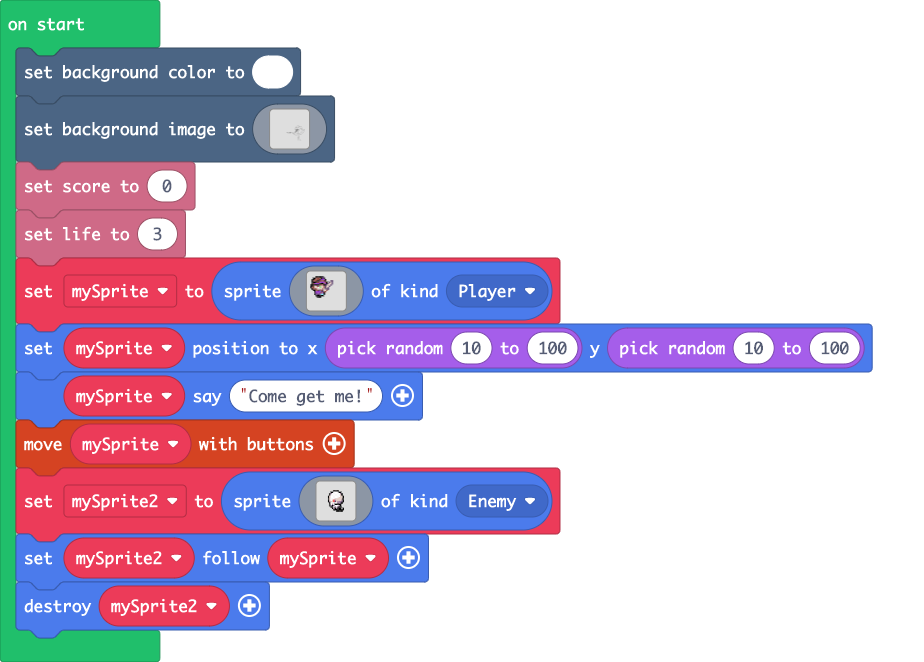 on start
set background color to
set background image to
set score to 0
set life to 3
set mySprite to sprite of kind Player
set mySprite position to x pick random 10 to 100 y pick random 10 to 100
mySprite say "Come get me!"
move mySprite with buttons
set mySprite2 to sprite of kind Enemy
set mySprite2 follow mySprite
destroy mySprite2